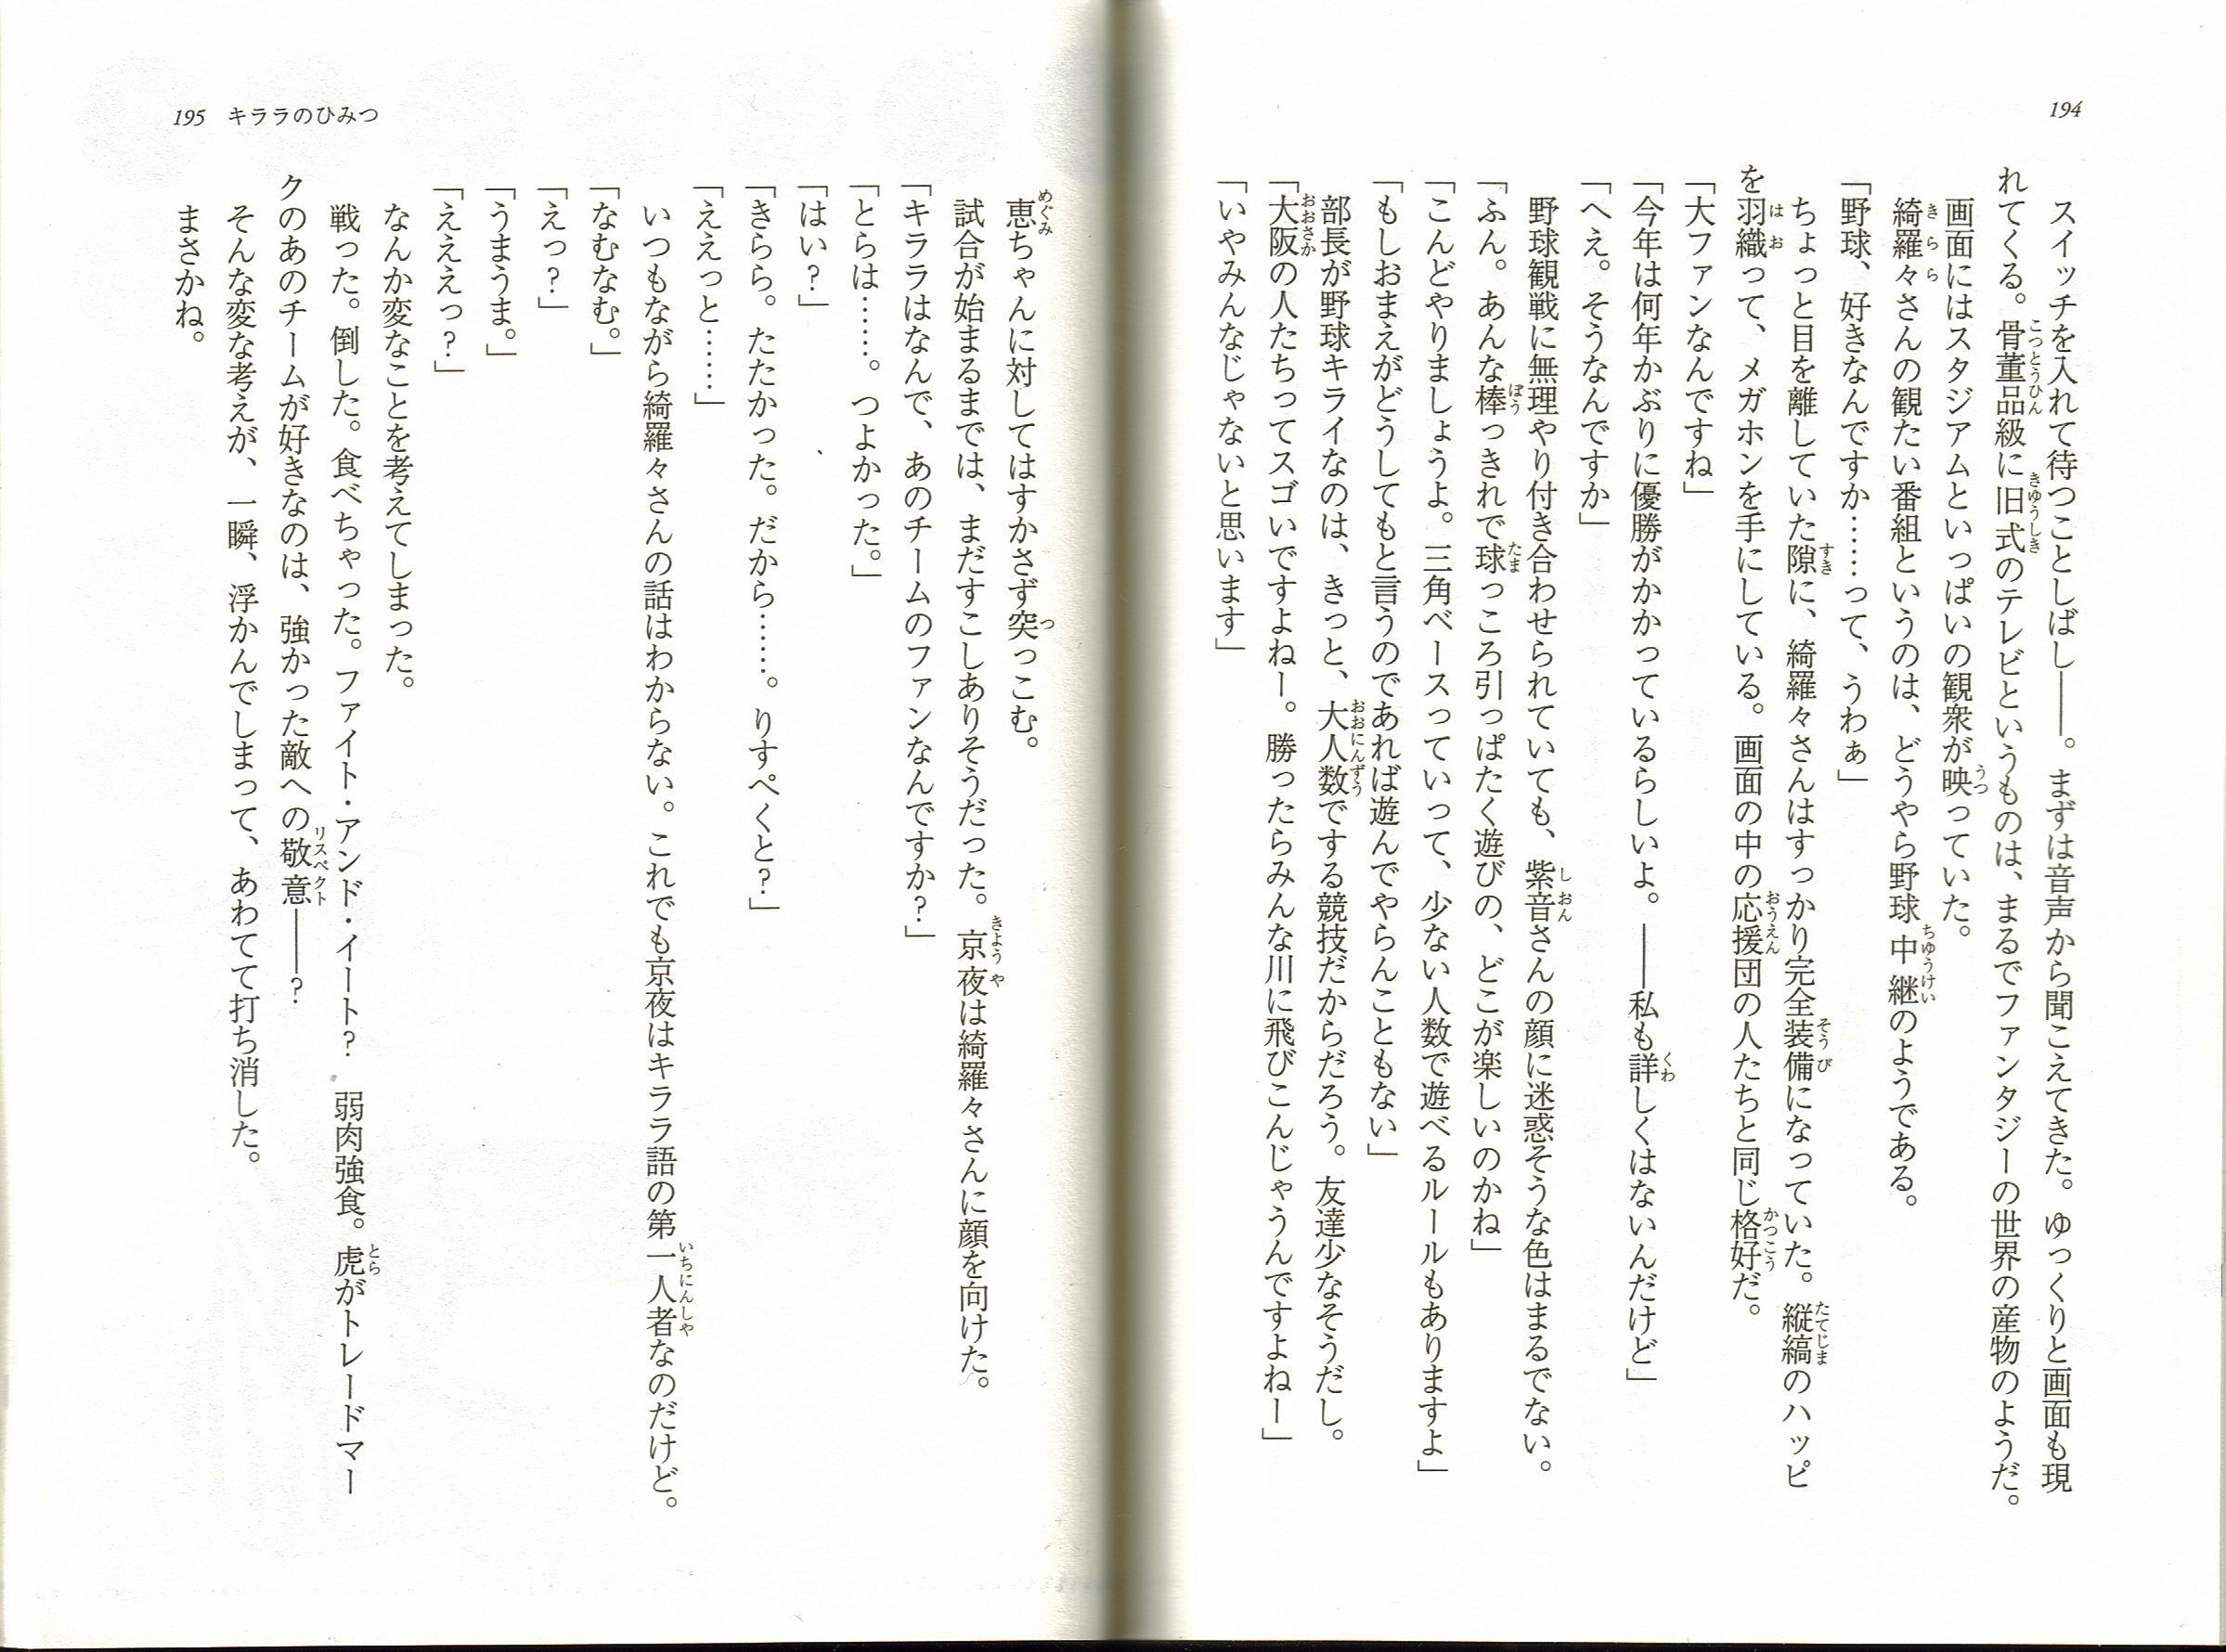 194
スイッチを入れて待つことしばし――。まずは音声から聞こえてきた。ゆっくりと画面も現
れてくる。骨董品級に旧式のテレビというものは、まるでファンタジーの世界の産物のようだ。
画面にはスタジアムといっぱいの観衆が映っていた。
綺羅々さんの観たい番組というのは、どうやら野球中継のようである。
「野球、好きなんですか……って、うわぁ」
ちょっと目を離していた隙に、綺羅々さんはすっかり完全装備になっていた。縦縞のハッピ
を羽織って、メガホンを手にしている。画面の中の応援団の人たちと同じ格好だ。
「大ファンなんですね」
「今年は何年かぶりに優勝がかかっているらしいよ。――私も詳しくはないんだけど」
「へえ。そうなんですか」
野球観戦に無理やり付き合わせられていても、紫音さんの顔に迷惑そうな色はまるでない。
「ふん。あんな棒っきれで球っころ引っぱたく遊びの、どこが楽しいのかね」
「こんどやりましょうよ。三角ベースっていって、少ない人数で遊べるルールもありますよ」
「もしおまえがどうしてもと言うのであれば遊んでやらんこともない」
部長が野球キライなのは、きっと、大人数でする競技だからだろう。友達少なそうだし。
「大阪の人たちってスゴいですよねー。勝ったらみんな川に飛びこんじゃうんですよねー」
「いやみんなじゃないと思います」
195 キララのひみつ
恵ちゃんに対してはすかさず突っこむ。
試合が始まるまでは、まだすこしありそうだった。京夜は綺羅々さんに顔を向けた。
「キララはなんで、あのチームのファンなんですか？」
「とらは……。つよかった。」
「はい？」
「きらら。たたかった。だから……。りすぺくと？」
「ええっと……」
いつもながら綺羅々さんの話はわからない。これでも京夜はキララ語の第一人者なのだけど。
「なむなむ。」
「えっ？」
「うまうま。」
「えええっ？」
なんか変なことを考えてしまった。
戦った。倒した。食べちゃった。ファイト・アンド・イート？　弱肉強食。虎がトレードマー
クのあのチームが好きなのは、強かった敵への敬意――？
そんな変な考えが、一瞬、浮かんでしまって、あわてて打ち消した。
まさかね。